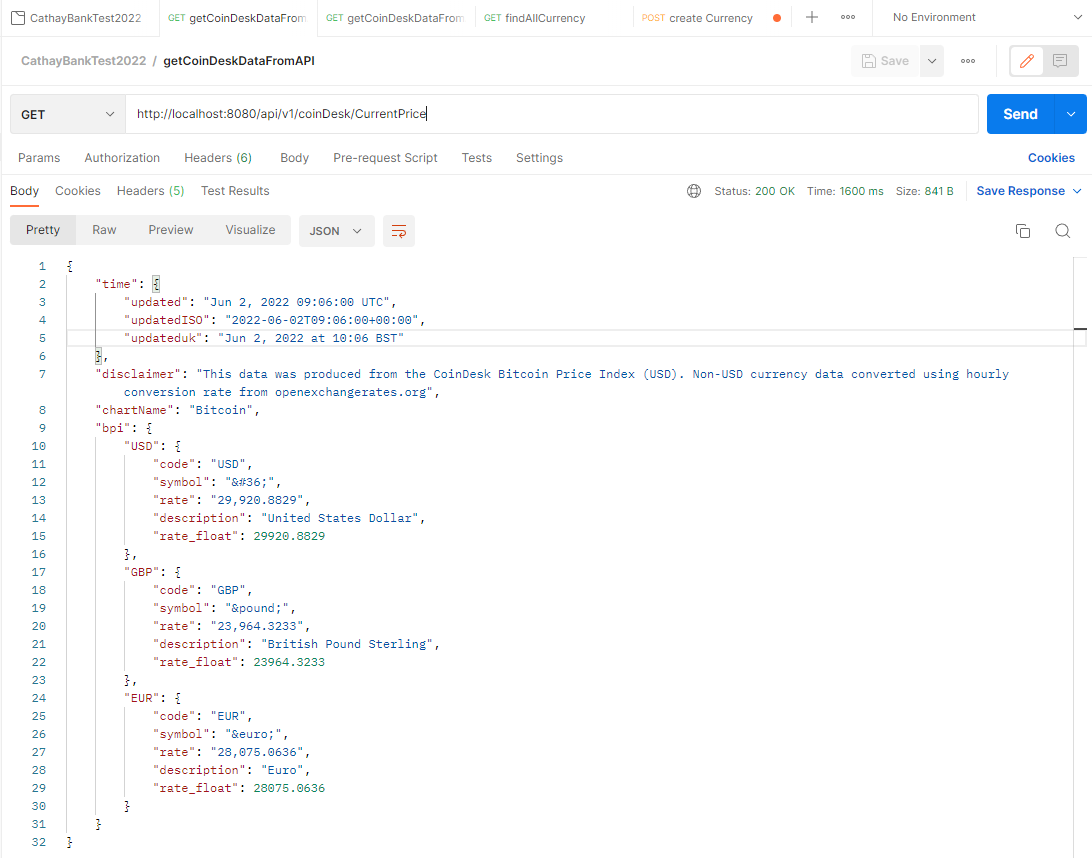 CathayBankTest2022 GET getCoinDeskDataFrom GET getCoinDeskDataFrom GET findAllCurrency POST create Currency No Environment
CathayBankTest2022 / getCoinDeskDataFromAPI Save
GET http://localhost:8080/api/v1/coinDesk/CurrentPrice Send
Params Authorization Headers (6) Body Pre-request Script Tests Settings Cookies
Body Cookies Headers (5) Test Results Status: 200 OK Time: 1600 ms Size: 841 B Save Response
Pretty Raw Preview Visualize JSON
1 {
2 "time": {
3 "updated": "Jun 2, 2022 09:06:00 UTC",
4 "updatedISO": "2022-06-02T09:06:00+00:00",
5 "updateduk": "Jun 2, 2022 at 10:06 BST"
6 },
7 "disclaimer": "This data was produced from the CoinDesk Bitcoin Price Index (USD). Non-USD currency data converted using hourly
conversion rate from openexchangerates.org",
8 "chartName": "Bitcoin",
9 "bpi": {
10 "USD": {
11 "code": "USD",
12 "symbol": "&#36;",
13 "rate": "29,920.8829",
14 "description": "United States Dollar",
15 "rate_float": 29920.8829
16 },
17 "GBP": {
18 "code": "GBP",
19 "symbol": "&pound;",
20 "rate": "23,964.3233",
21 "description": "British Pound Sterling",
22 "rate_float": 23964.3233
23 },
24 "EUR": {
25 "code": "EUR",
26 "symbol": "&euro;",
27 "rate": "28,075.0636",
28 "description": "Euro",
29 "rate_float": 28075.0636
30 }
31 }
32 }